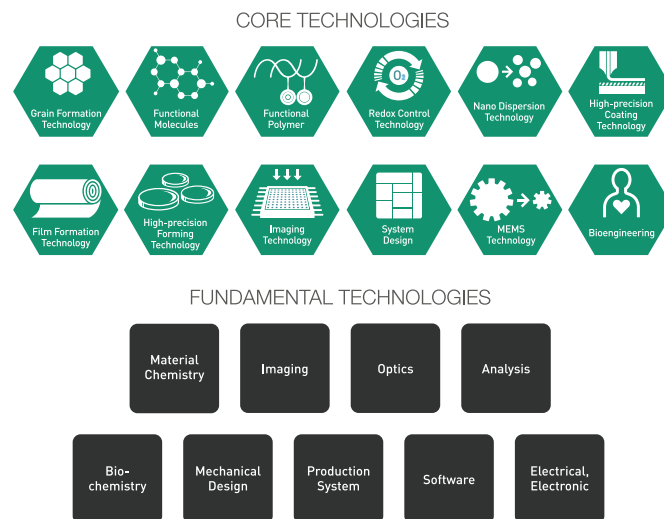 CORE TECHNOLOGIES
Grain Formation
Technology
Functional
Molecules
Functional
Polymer
O₂
Redox Control
Technology
Nano Dispersion
Technology
High-precision
Coating
Technology
Film Formation
Technology
High-precision
Forming
Technology
Imaging
Technology
System
Design
MEMS
Technology
Bioengineering
FUNDAMENTAL TECHNOLOGIES
Material
Chemistry
Imaging
Optics
Analysis
Bio-
chemistry
Mechanical
Design
Production
System
Software
Electrical,
Electronic